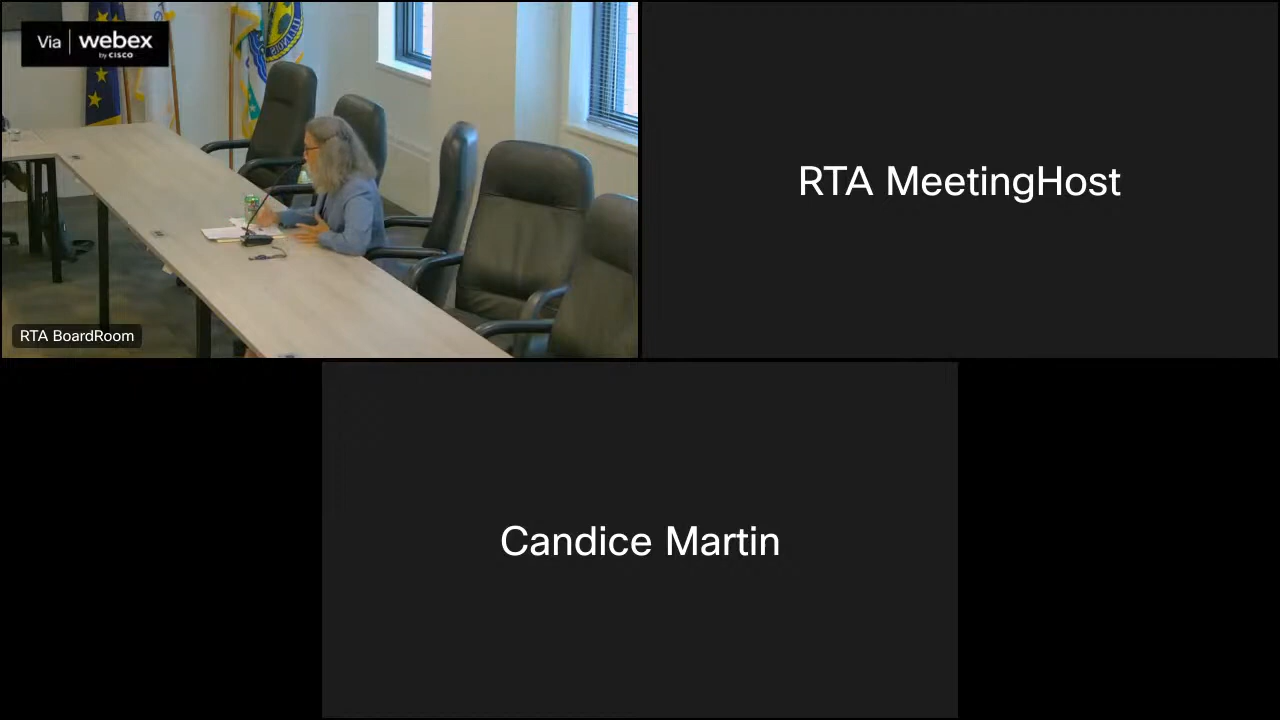 Via webex
by CISCO
RTA BoardRoom
RTA MeetingHost
Candice Martin